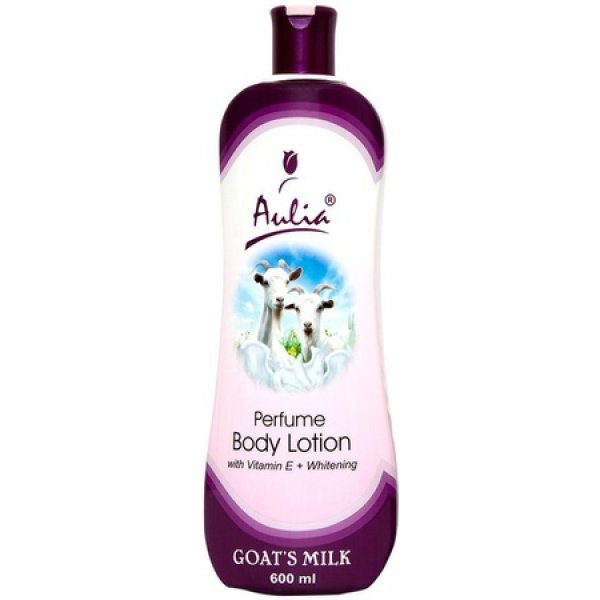 Aulia®
Perfume
Body Lotion
with Vitamin E + Whitening
GOAT'S MILK
600 ml